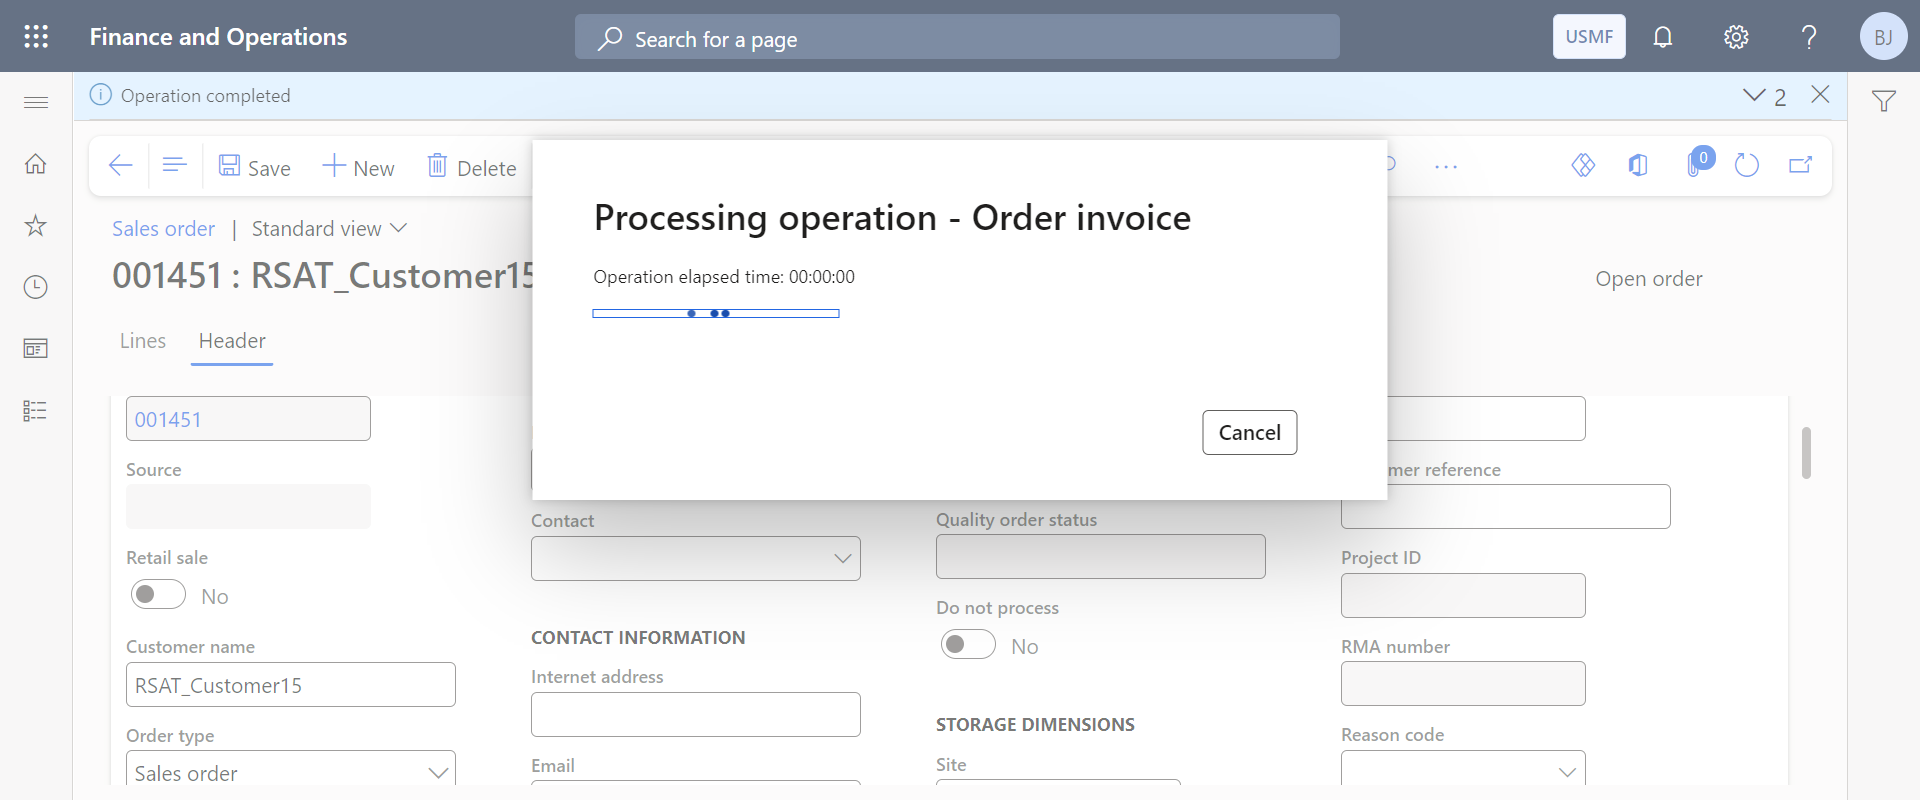 Finance and Operations
Search for a page
USMF
BJ
Operation completed
2
Save
New
Delete
0
Sales order | Standard view
001451 : RSAT_Customer15
Open order
Processing operation - Order invoice
Operation elapsed time: 00:00:00
Cancel
Lines
Header
001451
Source
Retail sale
No
Customer name
RSAT_Customer15
Order type
Sales order
Contact
CONTACT INFORMATION
Internet address
Email
Quality order status
Do not process
No
STORAGE DIMENSIONS
Site
mer reference
Project ID
RMA number
Reason code